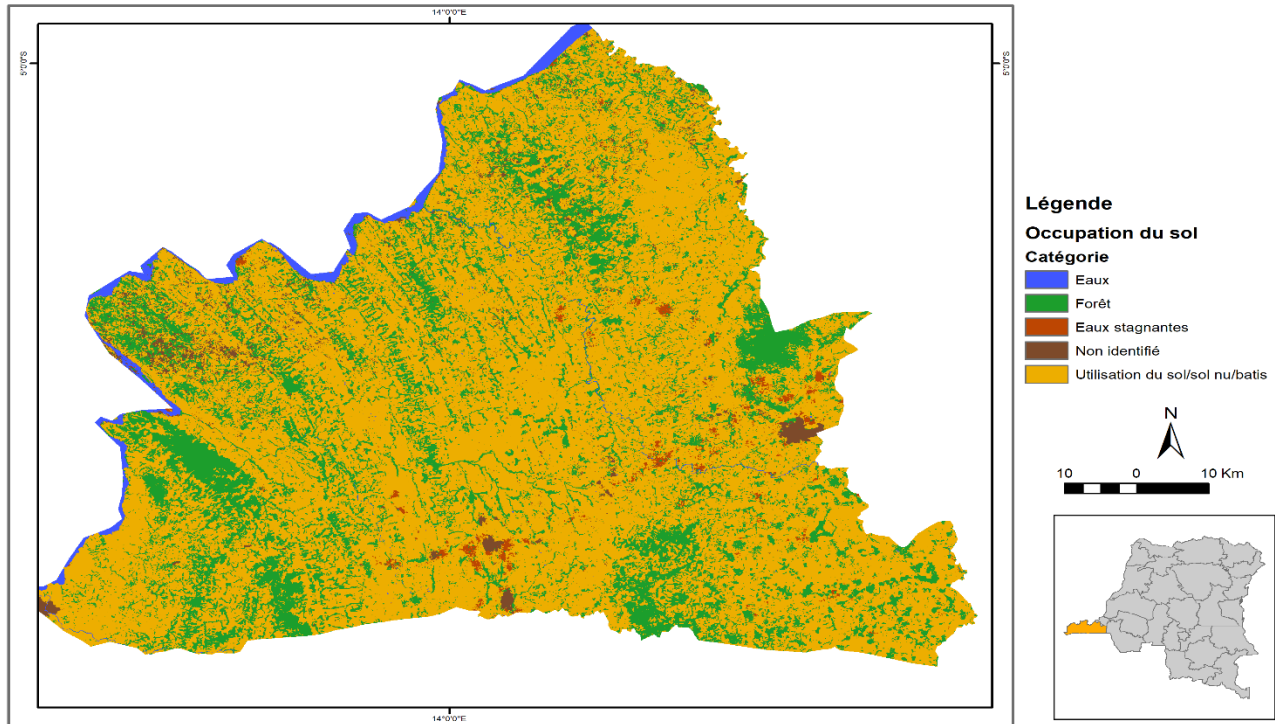 14°0'0"E
5°0'0"S
5°0'0"S
Légende
Occupation du sol
Catégorie
Eaux
Forêt
Eaux stagnantes
Non identifié
Utilisation du sol/sol nu/batis
N
10 0 10 Km
14°0'0"E